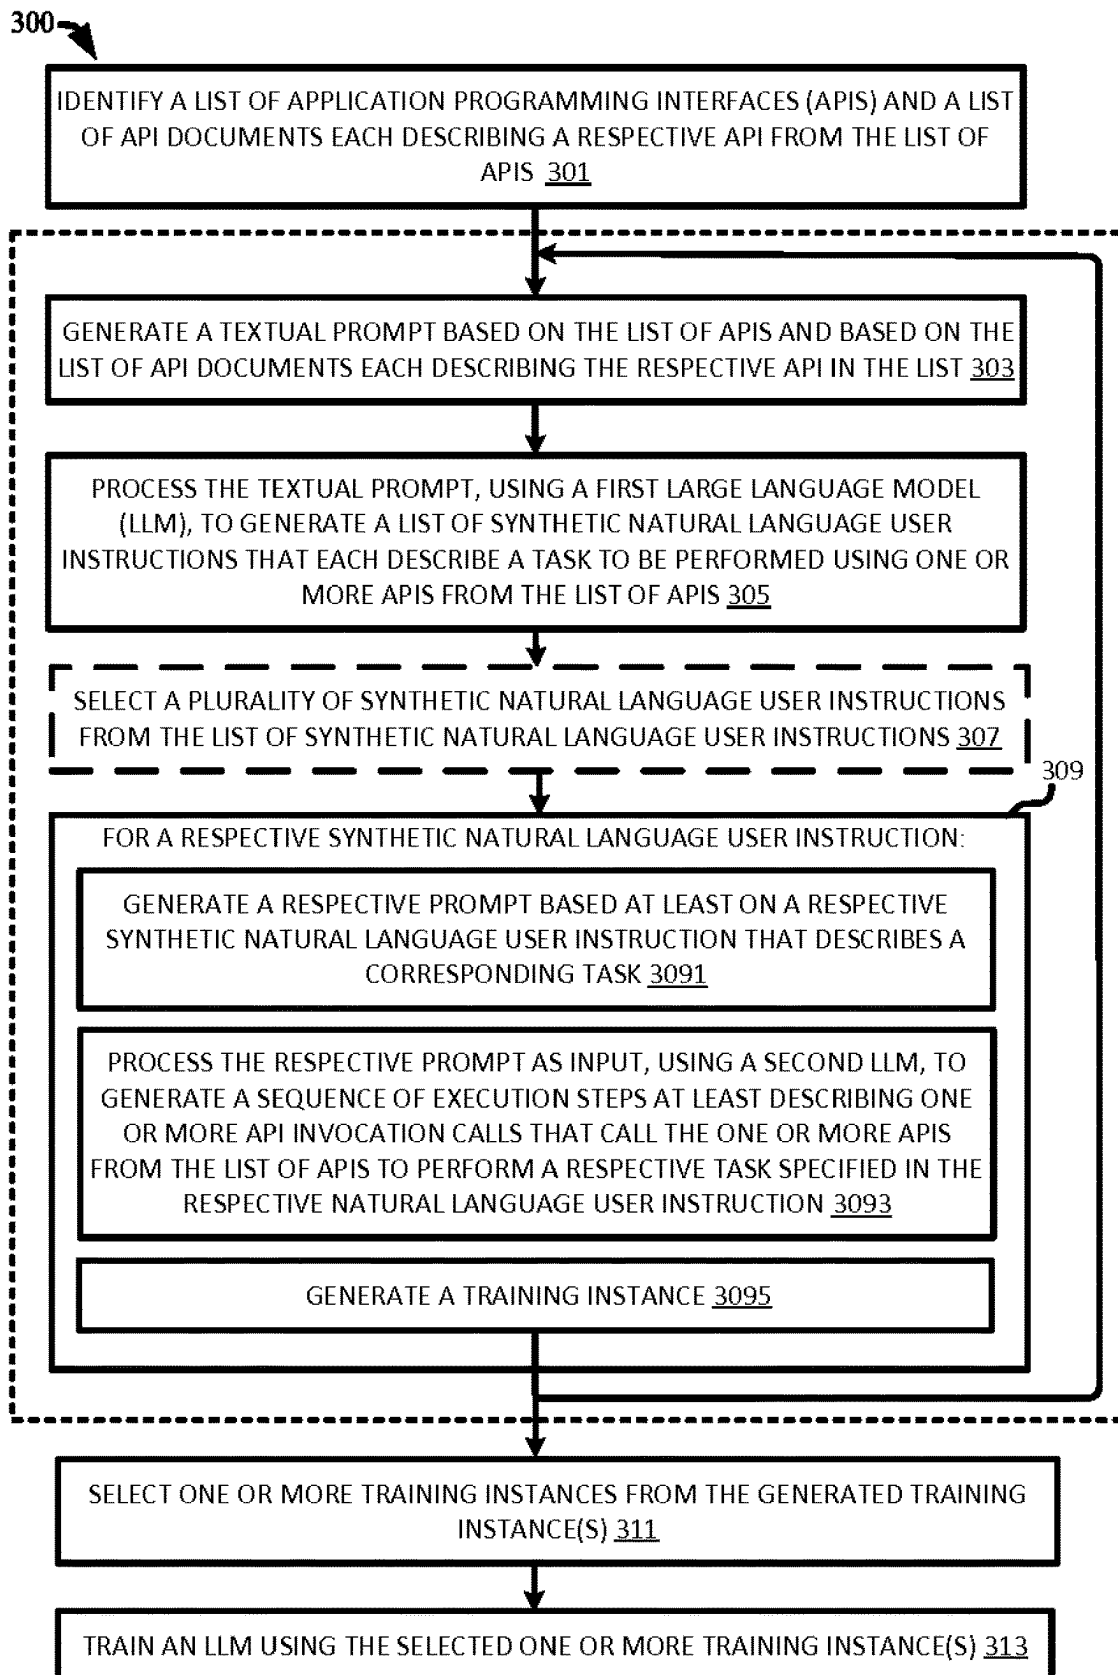 300
IDENTIFY A LIST OF APPLICATION PROGRAMMING INTERFACES (APIS) AND A LIST
OF API DOCUMENTS EACH DESCRIBING A RESPECTIVE API FROM THE LIST OF
APIS 301
GENERATE A TEXTUAL PROMPT BASED ON THE LIST OF APIS AND BASED ON THE
LIST OF API DOCUMENTS EACH DESCRIBING THE RESPECTIVE API IN THE LIST 303
PROCESS THE TEXTUAL PROMPT, USING A FIRST LARGE LANGUAGE MODEL
(LLM), TO GENERATE A LIST OF SYNTHETIC NATURAL LANGUAGE USER
INSTRUCTIONS THAT EACH DESCRIBE A TASK TO BE PERFORMED USING ONE OR
MORE APIS FROM THE LIST OF APIS 305
SELECT A PLURALITY OF SYNTHETIC NATURAL LANGUAGE USER INSTRUCTIONS
FROM THE LIST OF SYNTHETIC NATURAL LANGUAGE USER INSTRUCTIONS 307
309
FOR A RESPECTIVE SYNTHETIC NATURAL LANGUAGE USER INSTRUCTION:
GENERATE A RESPECTIVE PROMPT BASED AT LEAST ON A RESPECTIVE
SYNTHETIC NATURAL LANGUAGE USER INSTRUCTION THAT DESCRIBES A
CORRESPONDING TASK 3091
PROCESS THE RESPECTIVE PROMPT AS INPUT, USING A SECOND LLM, TO
GENERATE A SEQUENCE OF EXECUTION STEPS AT LEAST DESCRIBING ONE
OR MORE API INVOCATION CALLS THAT CALL THE ONE OR MORE APIS
FROM THE LIST OF APIS TO PERFORM A RESPECTIVE TASK SPECIFIED IN THE
RESPECTIVE NATURAL LANGUAGE USER INSTRUCTION 3093
GENERATE A TRAINING INSTANCE 3095
SELECT ONE OR MORE TRAINING INSTANCES FROM THE GENERATED TRAINING
INSTANCE(S) 311
TRAIN AN LLM USING THE SELECTED ONE OR MORE TRAINING INSTANCE(S) 313